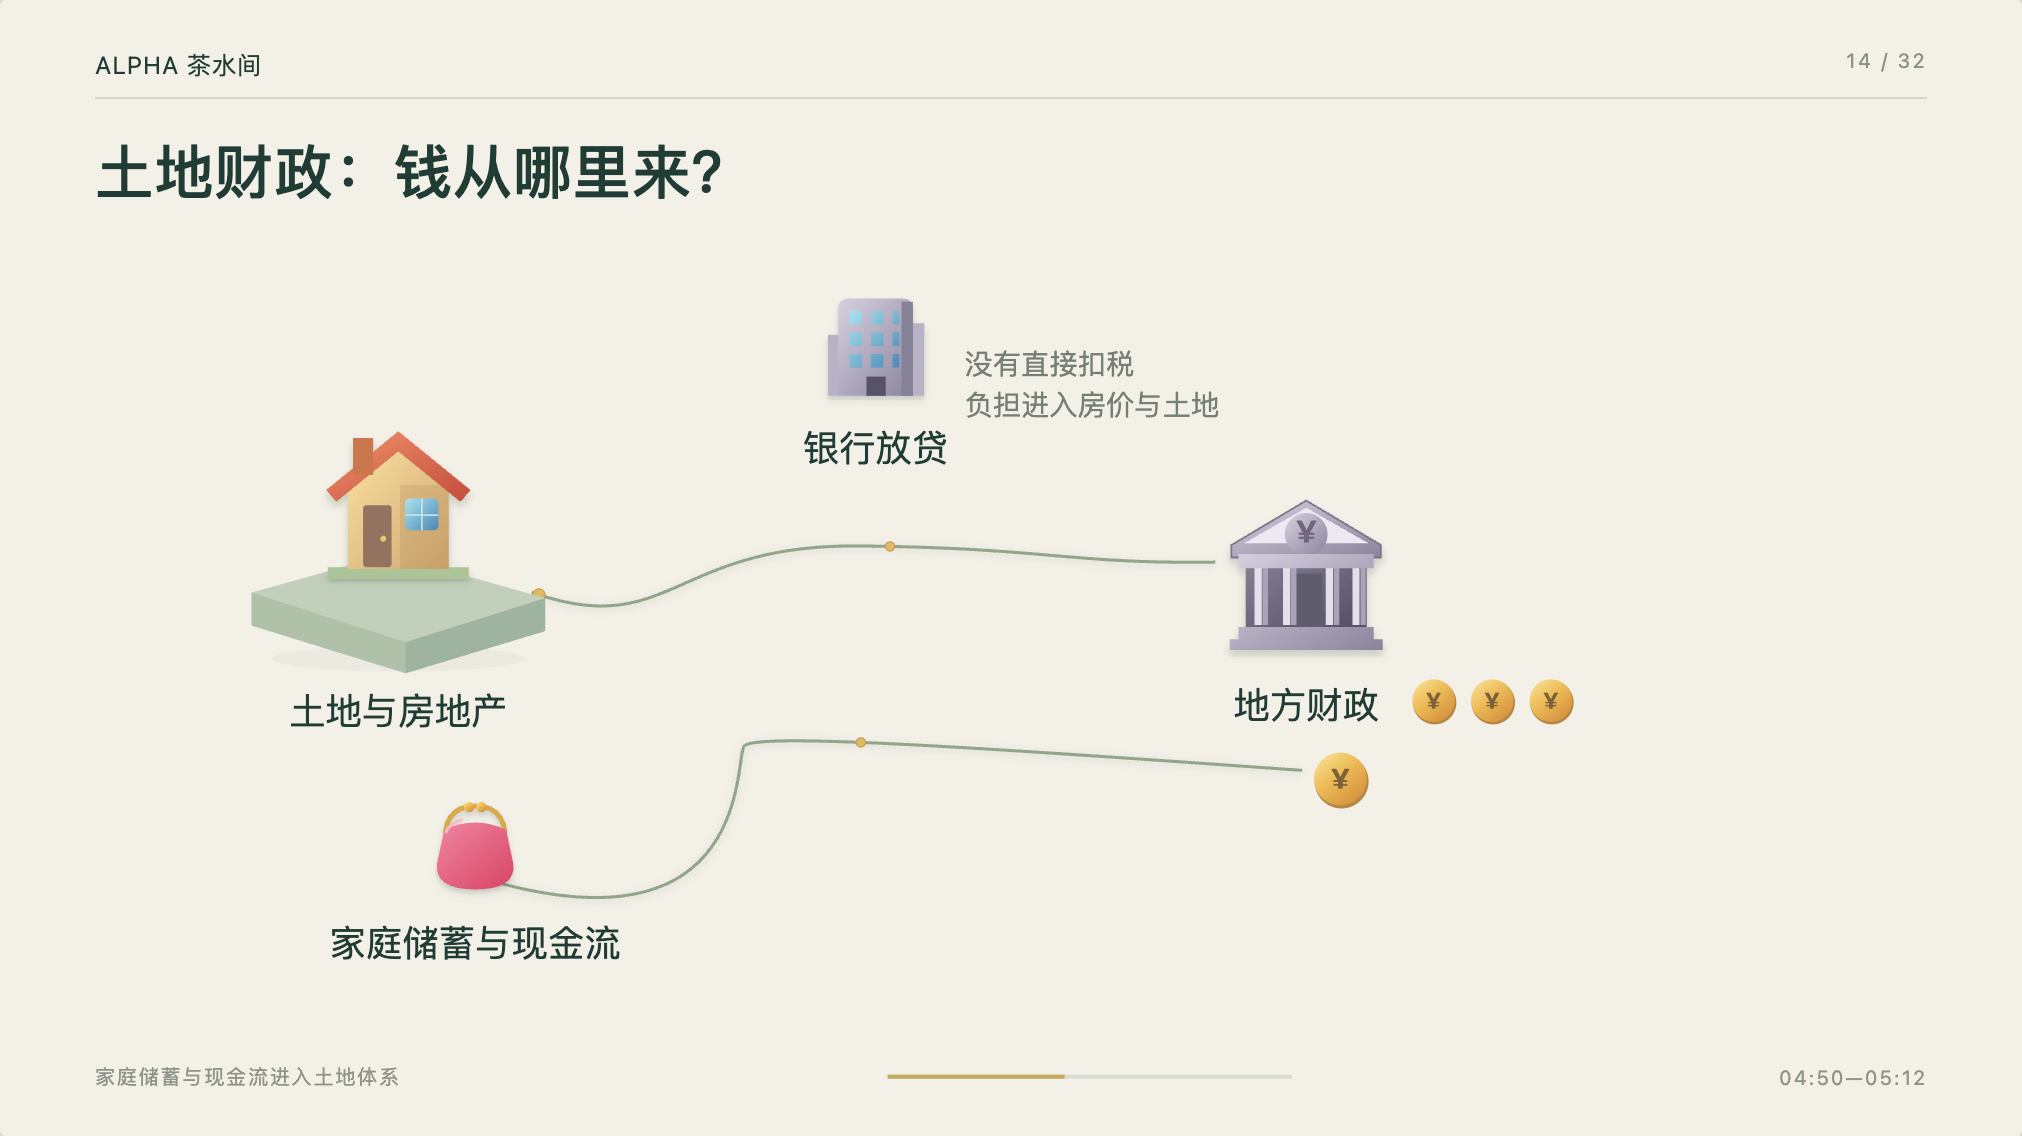 ALPHA 茶水间
14 / 32
土地财政：钱从哪里来？
没有直接扣税
负担进入房价与土地
银行放贷
¥
土地与房地产
地方财政
¥ ¥ ¥
¥
家庭储蓄与现金流
家庭储蓄与现金流进入土地体系
04:50—05:12